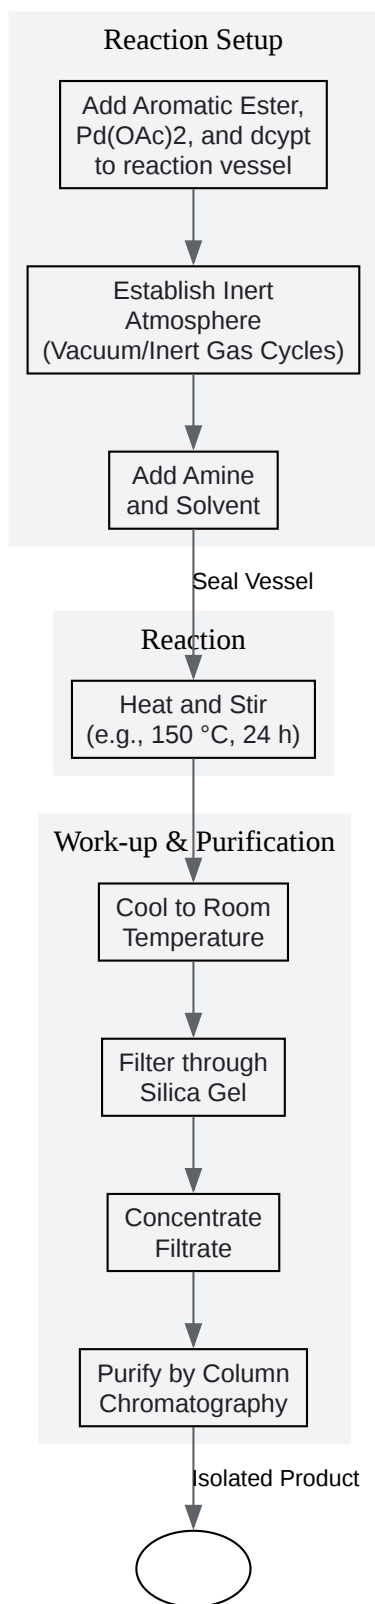 Reaction Setup
Add Aromatic Ester,
Pd(OAc)2, and dcypt
to reaction vessel
Establish Inert
Atmosphere
(Vacuum/Inert Gas Cycles)
Add Amine
and Solvent
Seal Vessel
Reaction
Heat and Stir
(e.g., 150 °C, 24 h)
Work-up & Purification
Cool to Room
Temperature
Filter through
Silica Gel
Concentrate
Filtrate
Purify by Column
Chromatography
Isolated Product